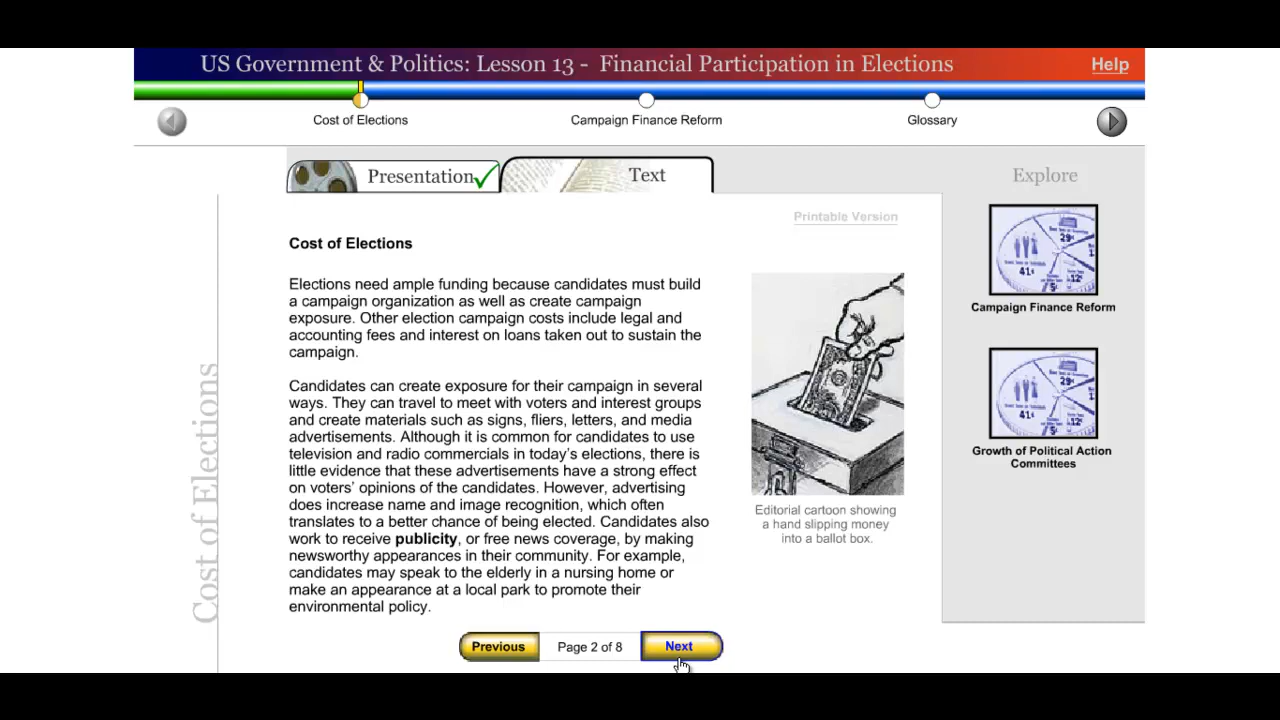 US Government & Politics: Lesson 13 - Financial Participation in Elections
Help
Cost of Elections
Campaign Finance Reform
Glossary
Presentation
Text
Explore
Printable Version
Cost of Elections
Elections need ample funding because candidates must build
a campaign organization as well as create campaign
exposure. Other election campaign costs include legal and
accounting fees and interest on loans taken out to sustain the
campaign.
Candidates can create exposure for their campaign in several
ways. They can travel to meet with voters and interest groups
and create materials such as signs, fliers, letters, and media
advertisements. Although it is common for candidates to use
television and radio commercials in today's elections, there is
little evidence that these advertisements have a strong effect
on voters' opinions of the candidates. However, advertising
does increase name and image recognition, which often
translates to a better chance of being elected. Candidates also
work to receive publicity, or free news coverage, by making
newsworthy appearances in their community. For example,
candidates may speak to the elderly in a nursing home or
make an appearance at a local park to promote their
environmental policy.
Editorial cartoon showing
a hand slipping money
into a ballot box.
29¢
41¢
12¢
5¢
Campaign Finance Reform
29¢
41¢
12¢
5¢
Growth of Political Action
Committees
Cost of Elections
Previous
Page 2 of 8
Next